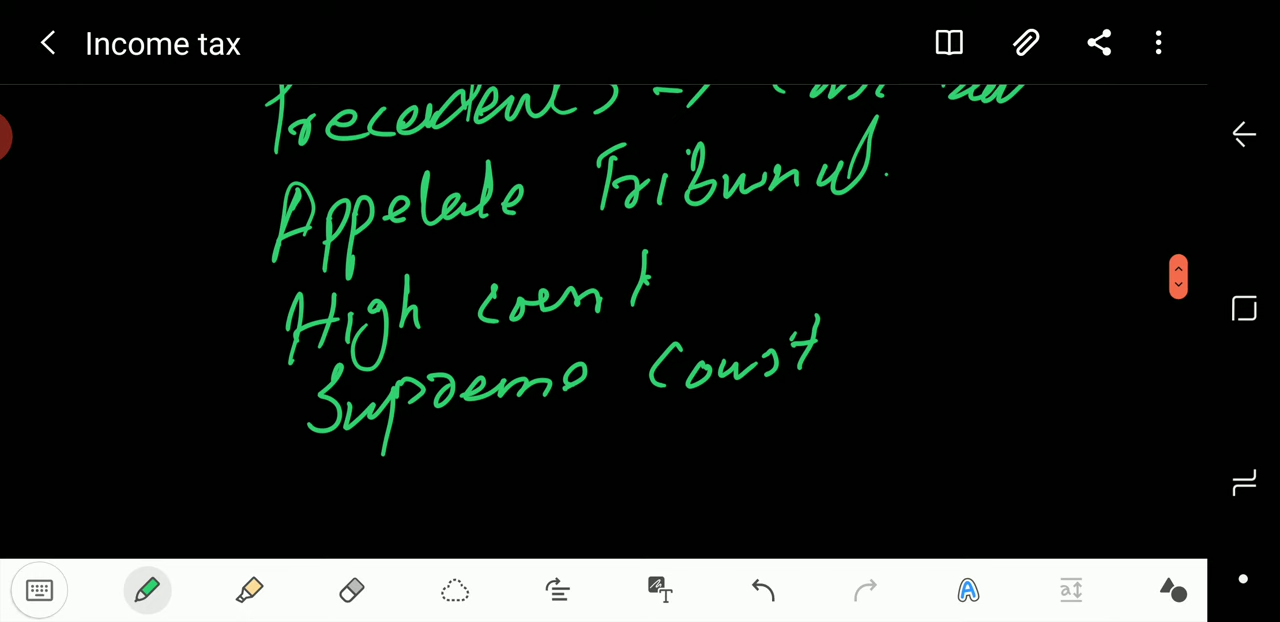 Income tax
Precedents →
Appelate Tribunal.
High court
Supreme Court